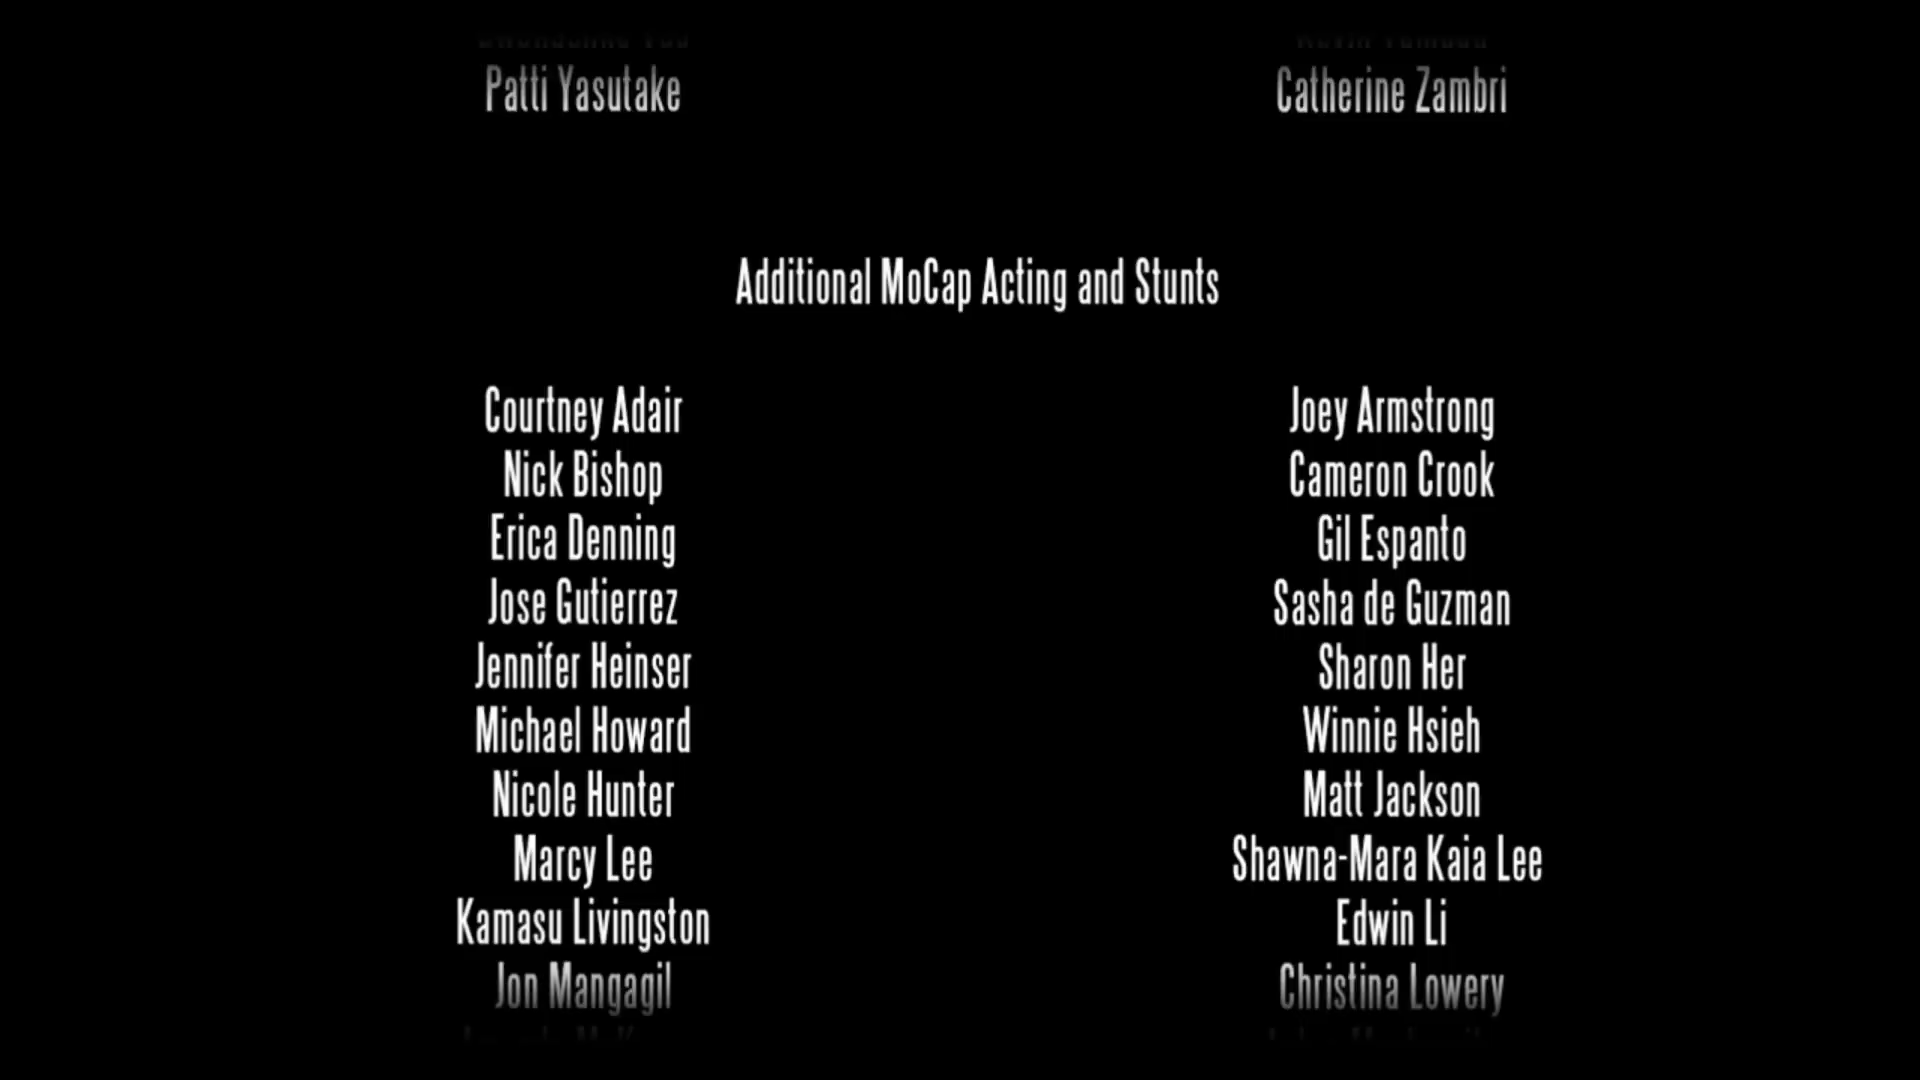 Patti Yasutake Catherine Zambri
Additional MoCap Acting and Stunts
Courtney Adair Joey Armstrong
Nick Bishop Cameron Crook
Erica Denning Gil Espanto
Jose Gutierrez Sasha de Guzman
Jennifer Heinser Sharon Her
Michael Howard Winnie Hsieh
Nicole Hunter Matt Jackson
Marcy Lee Shawna-Mara Kaia Lee
Kamasu Livingston Edwin Li
Jon Mangagil Christina Lowery